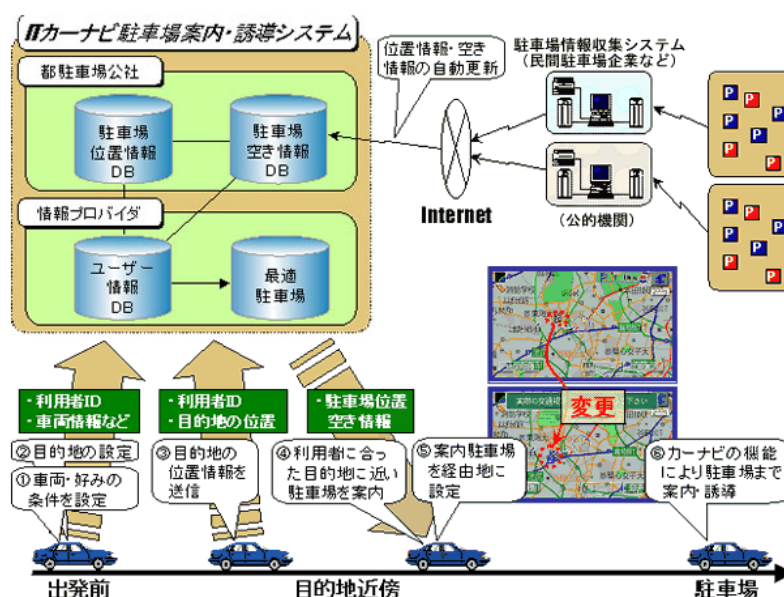 ITカーナビ駐車場案内・誘導システム
都駐車場公社
駐車場
位置情報
DB
駐車場
空き情報
DB
情報プロバイダ
ユーザー
情報
DB
最適
駐車場
位置情報・空き
情報の自動更新
Internet
駐車場情報収集システム
(民間駐車場企業など)
(公的機関)
P
P
P
P
P
P
P
P
P
P
P
P
P
P
変更
・利用者ID
・車両情報など
・利用者ID
・目的地の位置
・駐車場位置
空き情報
②目的地の設定
①車両・好みの
条件を設定
③目的地の
位置情報を
送信
④利用者に合っ
た目的地に近い
駐車場を案内
⑤案内駐車場
を経由地に
設定
⑥カーナビの機能
により駐車場まで
案内・誘導
出発前
目的地近傍
駐車場